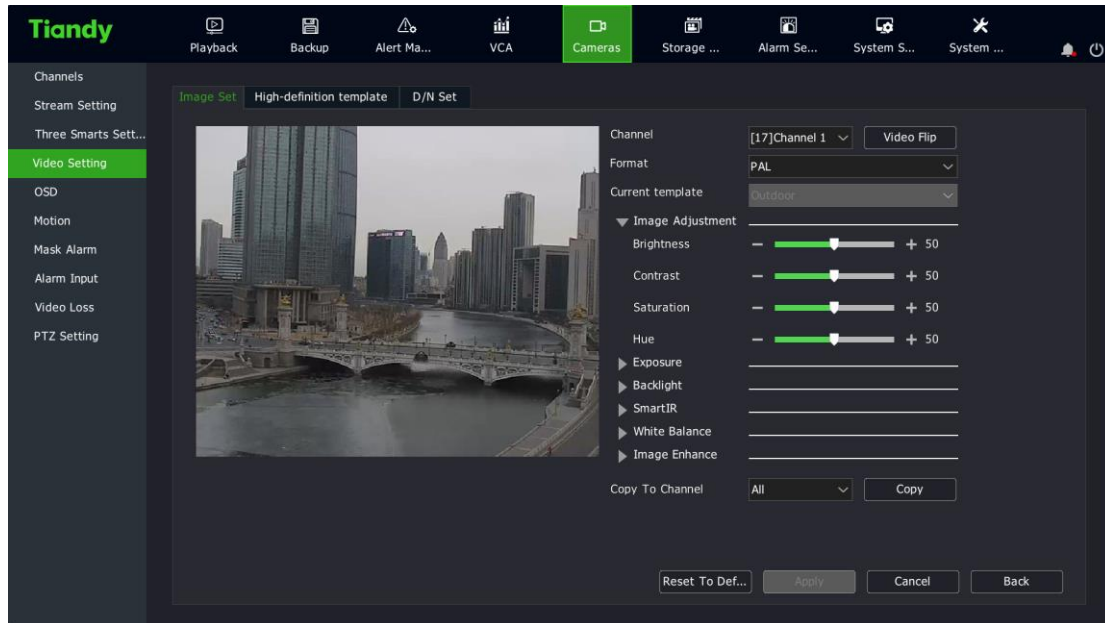 Tiandy
Playback
Backup
Alert Ma...
VCA
Cameras
Storage ...
Alarm Se...
System S...
System ...
Channels
Stream Setting
Three Smarts Sett...
Video Setting
OSD
Motion
Mask Alarm
Alarm Input
Video Loss
PTZ Setting
Image Set
High-definition template
D/N Set
Channel
[17]Channel 1
Video Flip
Format
PAL
Current template
Outdoor
Image Adjustment
Brightness
50
Contrast
50
Saturation
50
Hue
50
Exposure
Backlight
SmartIR
White Balance
Image Enhance
Copy To Channel
All
Copy
Reset To Def...
Apply
Cancel
Back